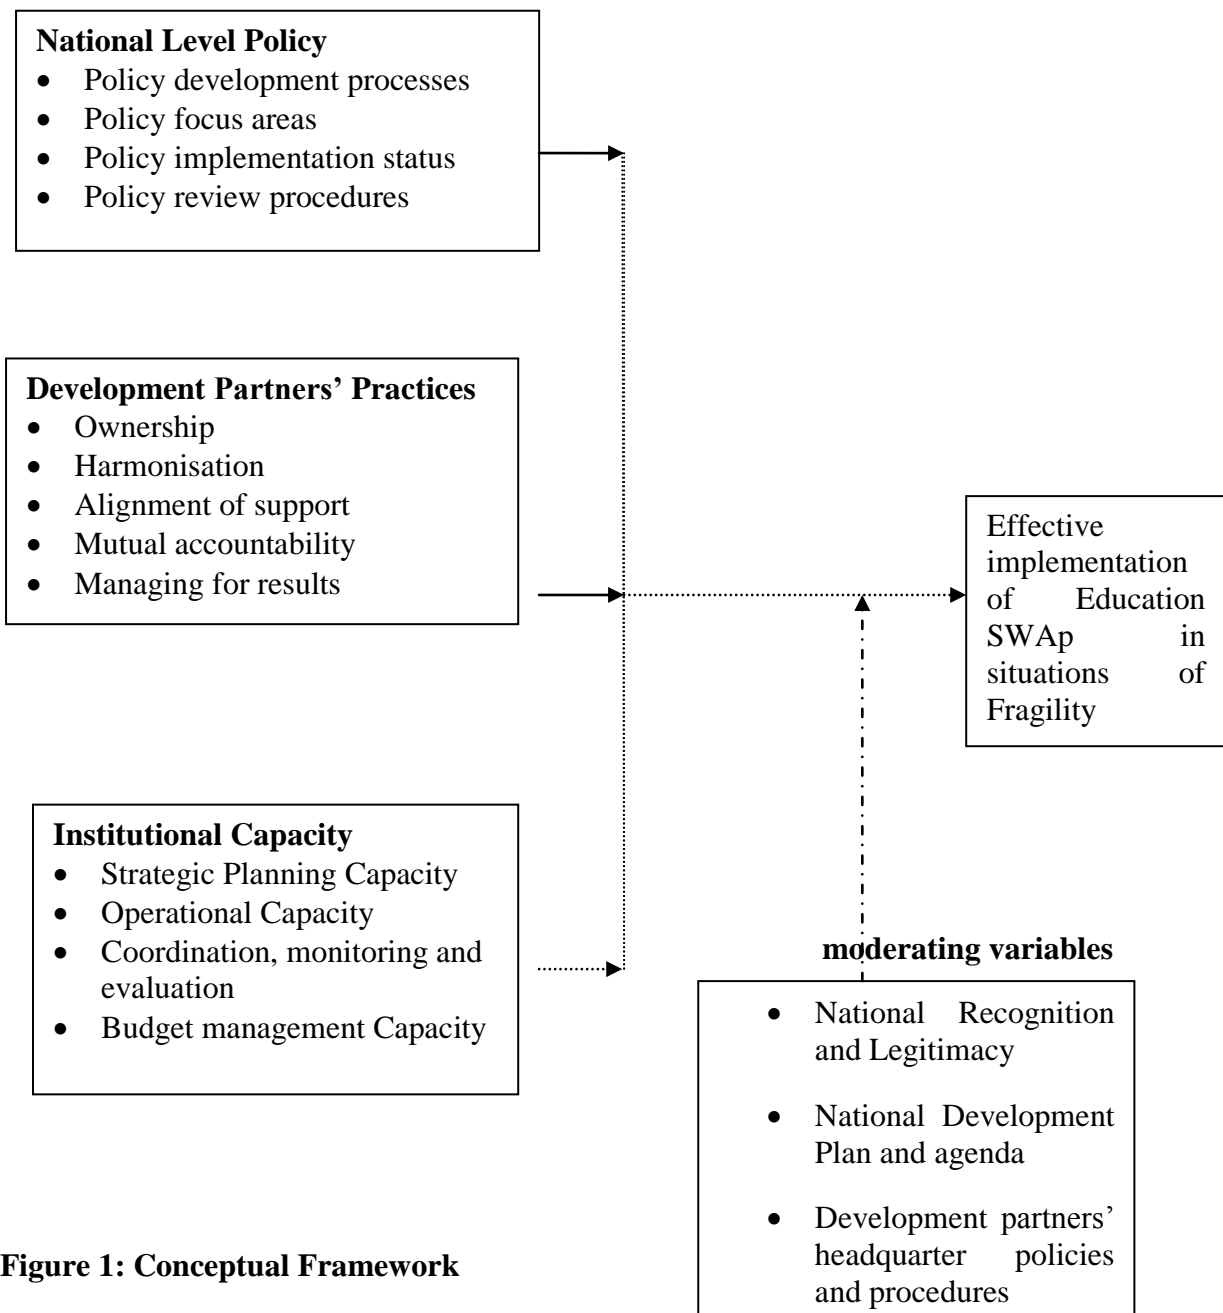 National Level Policy
• Policy development processes
• Policy focus areas
• Policy implementation status
• Policy review procedures
Development Partners’ Practices
• Ownership
• Harmonisation
• Alignment of support
• Mutual accountability
• Managing for results
Effective
implementation
of Education
SWAp in
situations of
Fragility
Institutional Capacity
• Strategic Planning Capacity
• Operational Capacity
• Coordination, monitoring and
evaluation
• Budget management Capacity
moderating variables
• National Recognition
and Legitimacy
• National Development
Plan and agenda
• Development partners’
headquarter policies
and procedures
Figure 1: Conceptual Framework